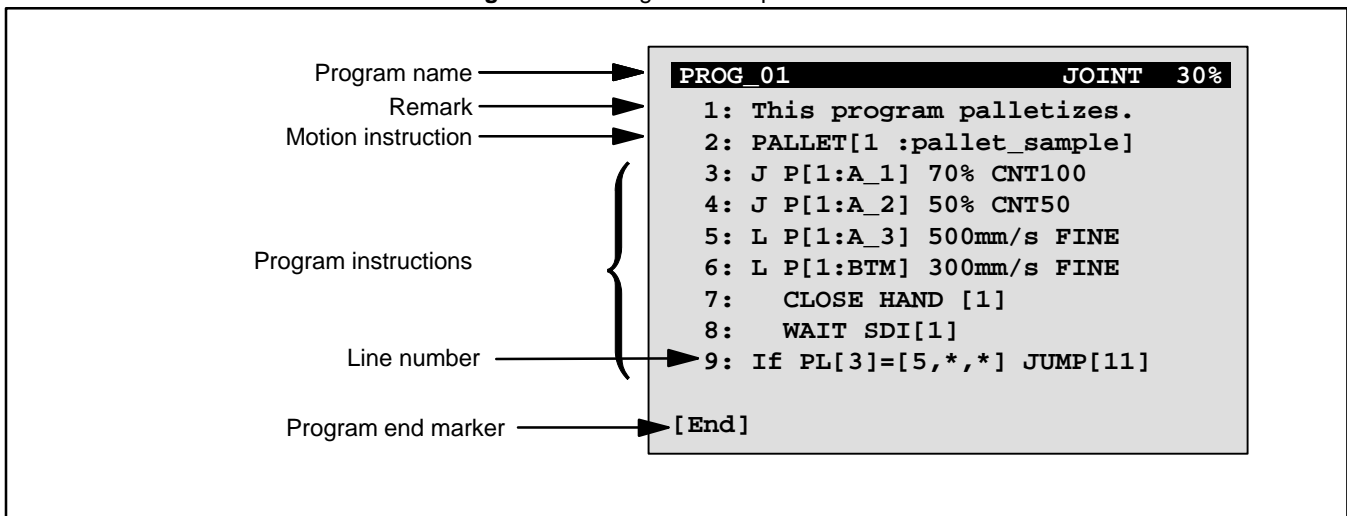 Program name
Remark
Motion instruction
Program instructions
Line number
Program end marker
PROG_01 JOINT 30%
1: This program palletizes.
2: PALLET[1 :pallet_sample]
3: J P[1:A_1] 70% CNT100
4: J P[1:A_2] 50% CNT50
5: L P[1:A_3] 500mm/s FINE
6: L P[1:BTM] 300mm/s FINE
7: CLOSE HAND [1]
8: WAIT SDI[1]
9: If PL[3]=[5,*,*] JUMP[11]
[End]